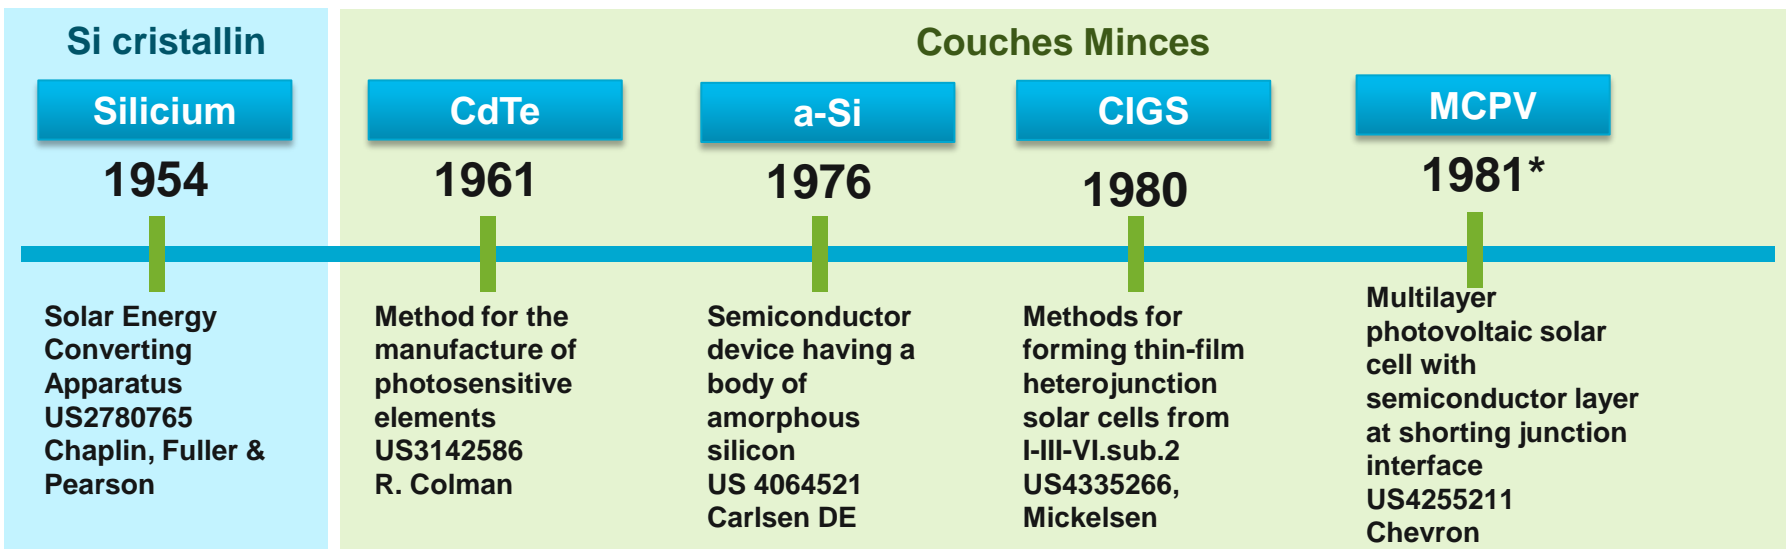 Si cristallin
Couches Minces
Silicium
1954
Solar Energy
Converting
Apparatus
US2780765
Chaplin, Fuller &
Pearson
CdTe
1961
Method for the
manufacture of
photosensitive
elements
US3142586
R. Colman
a-Si
1976
Semiconductor
device having a
body of
amorphous
silicon
US 4064521
Carlsen DE
CIGS
1980
Methods for
forming thin-film
heterojunction
solar cells from
I-III-VI.sub.2
US4335266,
Mickelsen
MCPV
1981*
Multilayer
photovoltaic solar
cell with
semiconductor layer
at shorting junction
interface
US4255211
Chevron